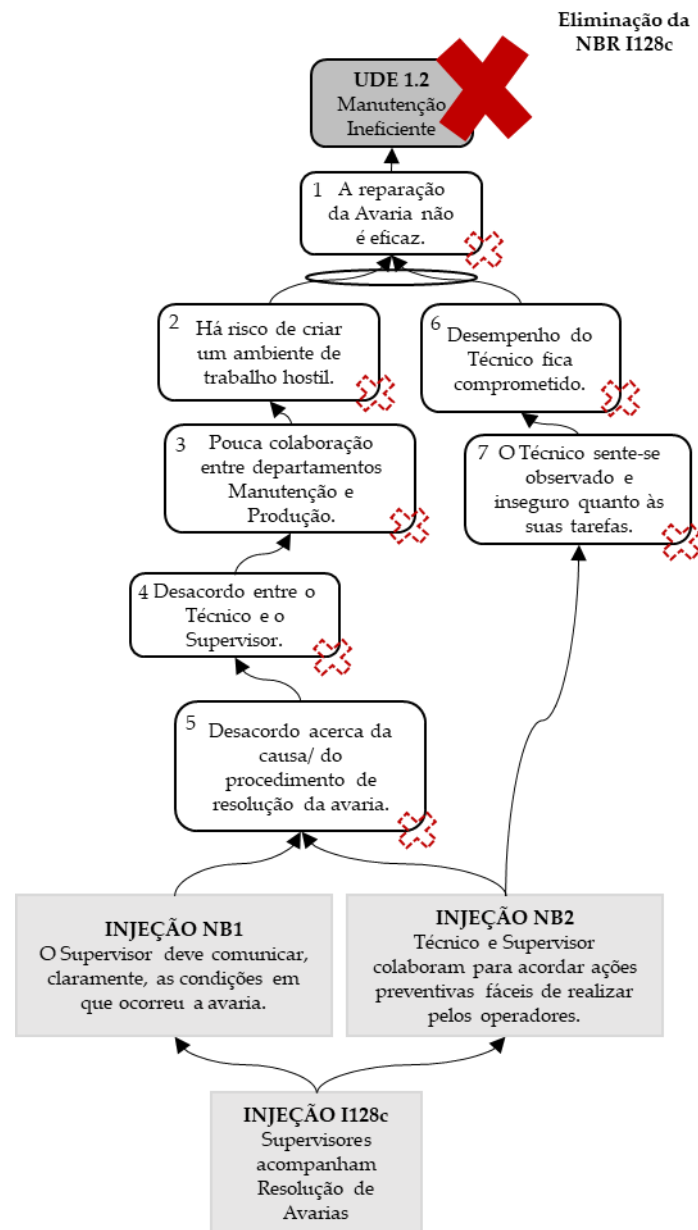 Eliminação da
NBR I128c
UDE 1.2
Manutenção
Ineficiente
1 A reparação
da Avaria não
é eficaz.
2 Há risco de criar
um ambiente de
trabalho hostil.
6 Desempenho do
Técnico fica
comprometido.
3 Pouca colaboração
entre departamentos
Manutenção e
Produção.
7 O Técnico sente-se
observado e
inseguro quanto às
suas tarefas.
4 Desacordo entre o
Técnico e o
Supervisor.
5 Desacordo acerca da
causa/ do
procedimento de
resolução da avaria.
INJEÇÃO NB1
O Supervisor deve comunicar,
claramente, as condições em
que ocorreu a avaria.
INJEÇÃO NB2
Técnico e Supervisor
colaboram para acordar ações
preventivas fáceis de realizar
pelos operadores.
INJEÇÃO I128c
Supervisores
acompanham
Resolução de
Avarias